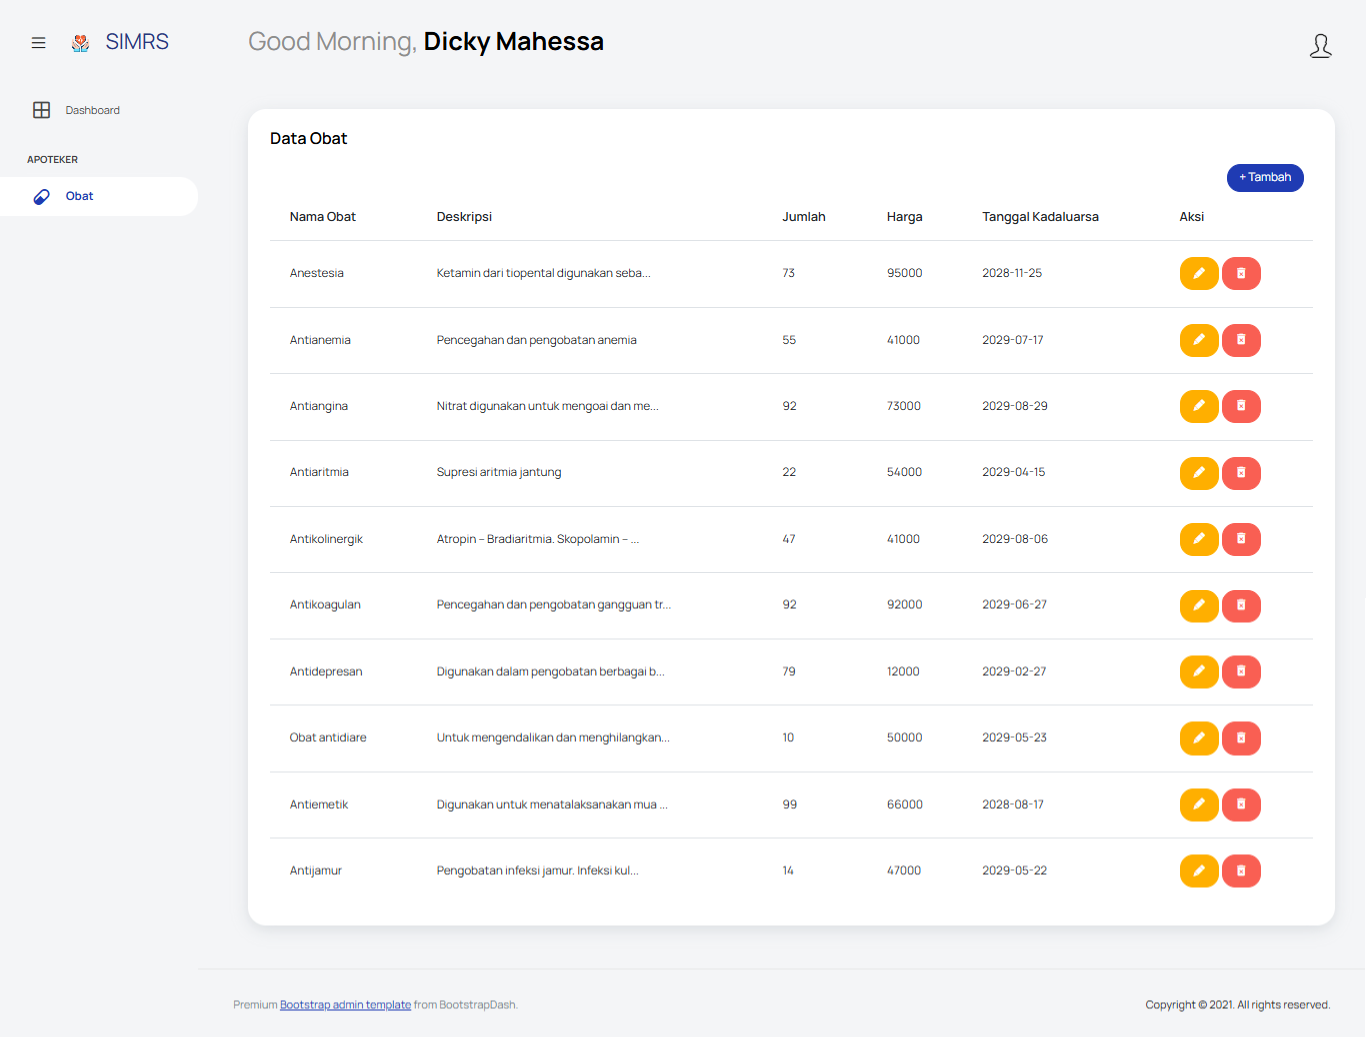 SIMRS
Good Morning, Dicky Mahessa
Dashboard
APOTEKER
Obat
Data Obat
+ Tambah
Nama Obat Deskripsi Jumlah Harga Tanggal Kadaluarsa Aksi
Anestesia Ketamin dari tiopental digunakan seba... 73 95000 2028-11-25
Antianemia Pencegahan dan pengobatan anemia 55 41000 2029-07-17
Antiangina Nitrat digunakan untuk mengoai dan me... 92 73000 2029-08-29
Antiaritmia Supresi aritmia jantung 22 54000 2029-04-15
Antikolinergik Atropin – Bradiaritmia. Skopolamin – ... 47 41000 2029-08-06
Antikoagulan Pencegahan dan pengobatan gangguan tr... 92 92000 2029-06-27
Antidepresan Digunakan dalam pengobatan berbagai b... 79 12000 2029-02-27
Obat antidiare Untuk mengendalikan dan menghilangkan... 10 50000 2029-05-23
Antiemetik Digunakan untuk menatalaksanakan mua ... 99 66000 2028-08-17
Antijamur Pengobatan infeksi jamur. Infeksi kul... 14 47000 2029-05-22
Premium Bootstrap admin template from BootstrapDash.
Copyright © 2021. All rights reserved.